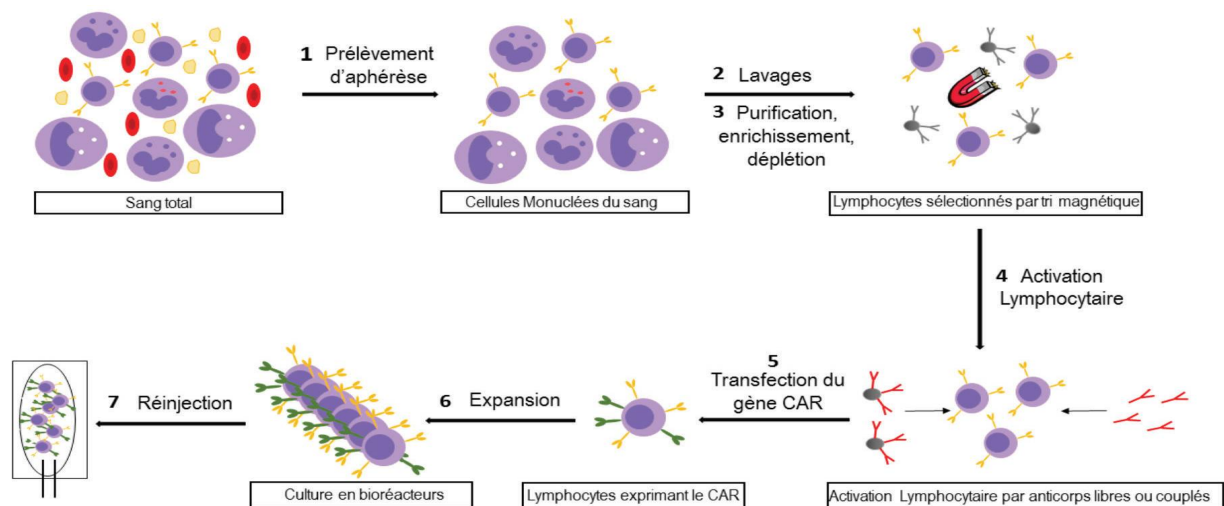 1 Prélèvement
d'aphérèse
2 Lavages
3 Purification,
enrichissement,
déplétion
Sang total
Cellules Monuclées du sang
Lymphocytes sélectionnés par tri magnétique
4 Activation
Lymphocytaire
5
Transfection du
gène CAR
6 Expansion
7 Réinjection
Culture en bioréacteurs
Lymphocytes exprimant le CAR
Activation Lymphocytaire par anticorps libres ou couplés